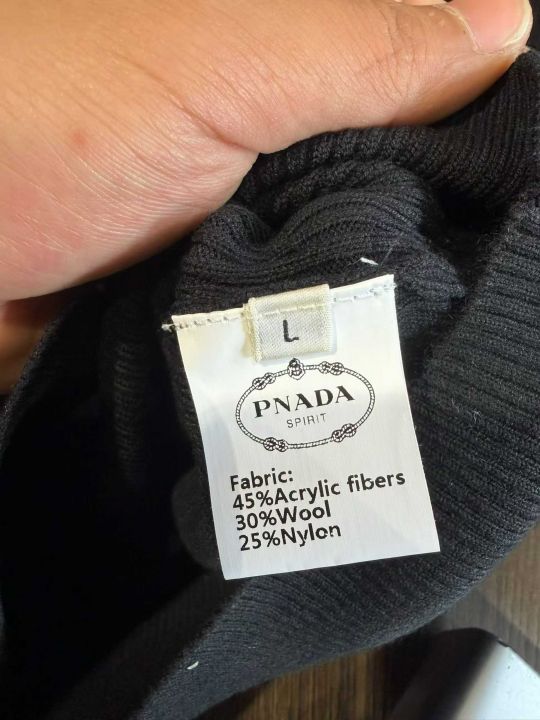 L
PNADA
SPIRIT
Fabric:
45%Acrylic fibers
30%Wool
25%Nylon